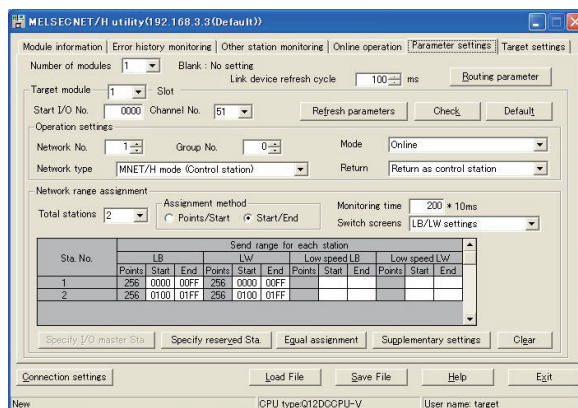 MELSECNET/H utility(192.168.3.3(Default))
Module information Error history monitoring Other station monitoring Online operation Parameter settings Target settings
Number of modules 1 Blank : No setting
Link device refresh cycle 100 ms Routing parameter
Target module 1 Slot
Start I/O No. 0000 Channel No. 51 Refresh parameters Check Default
Operation settings
Network No. 1 Group No. 0 Mode Online
Network type MNET/H mode (Control station) Return Return as control station
Network range assignment
Total stations 2 Assignment method Points/Start Start/End Monitoring time 200 * 10ms
Switch screens LB/LW settings
Sta. No. Send range for each station
LB LW Low speed LB Low speed LW
Points Start End Points Start End Points Start End Points Start End
1 256 0000 00FF 256 0000 00FF
2 256 0100 01FF 256 0100 01FF
Specify I/O master Sta. Specify reserved Sta. Equal assignment Supplementary settings Clear
Connection settings Load File Save File Help Exit
New CPU type:Q12DCCPU-V User name: target